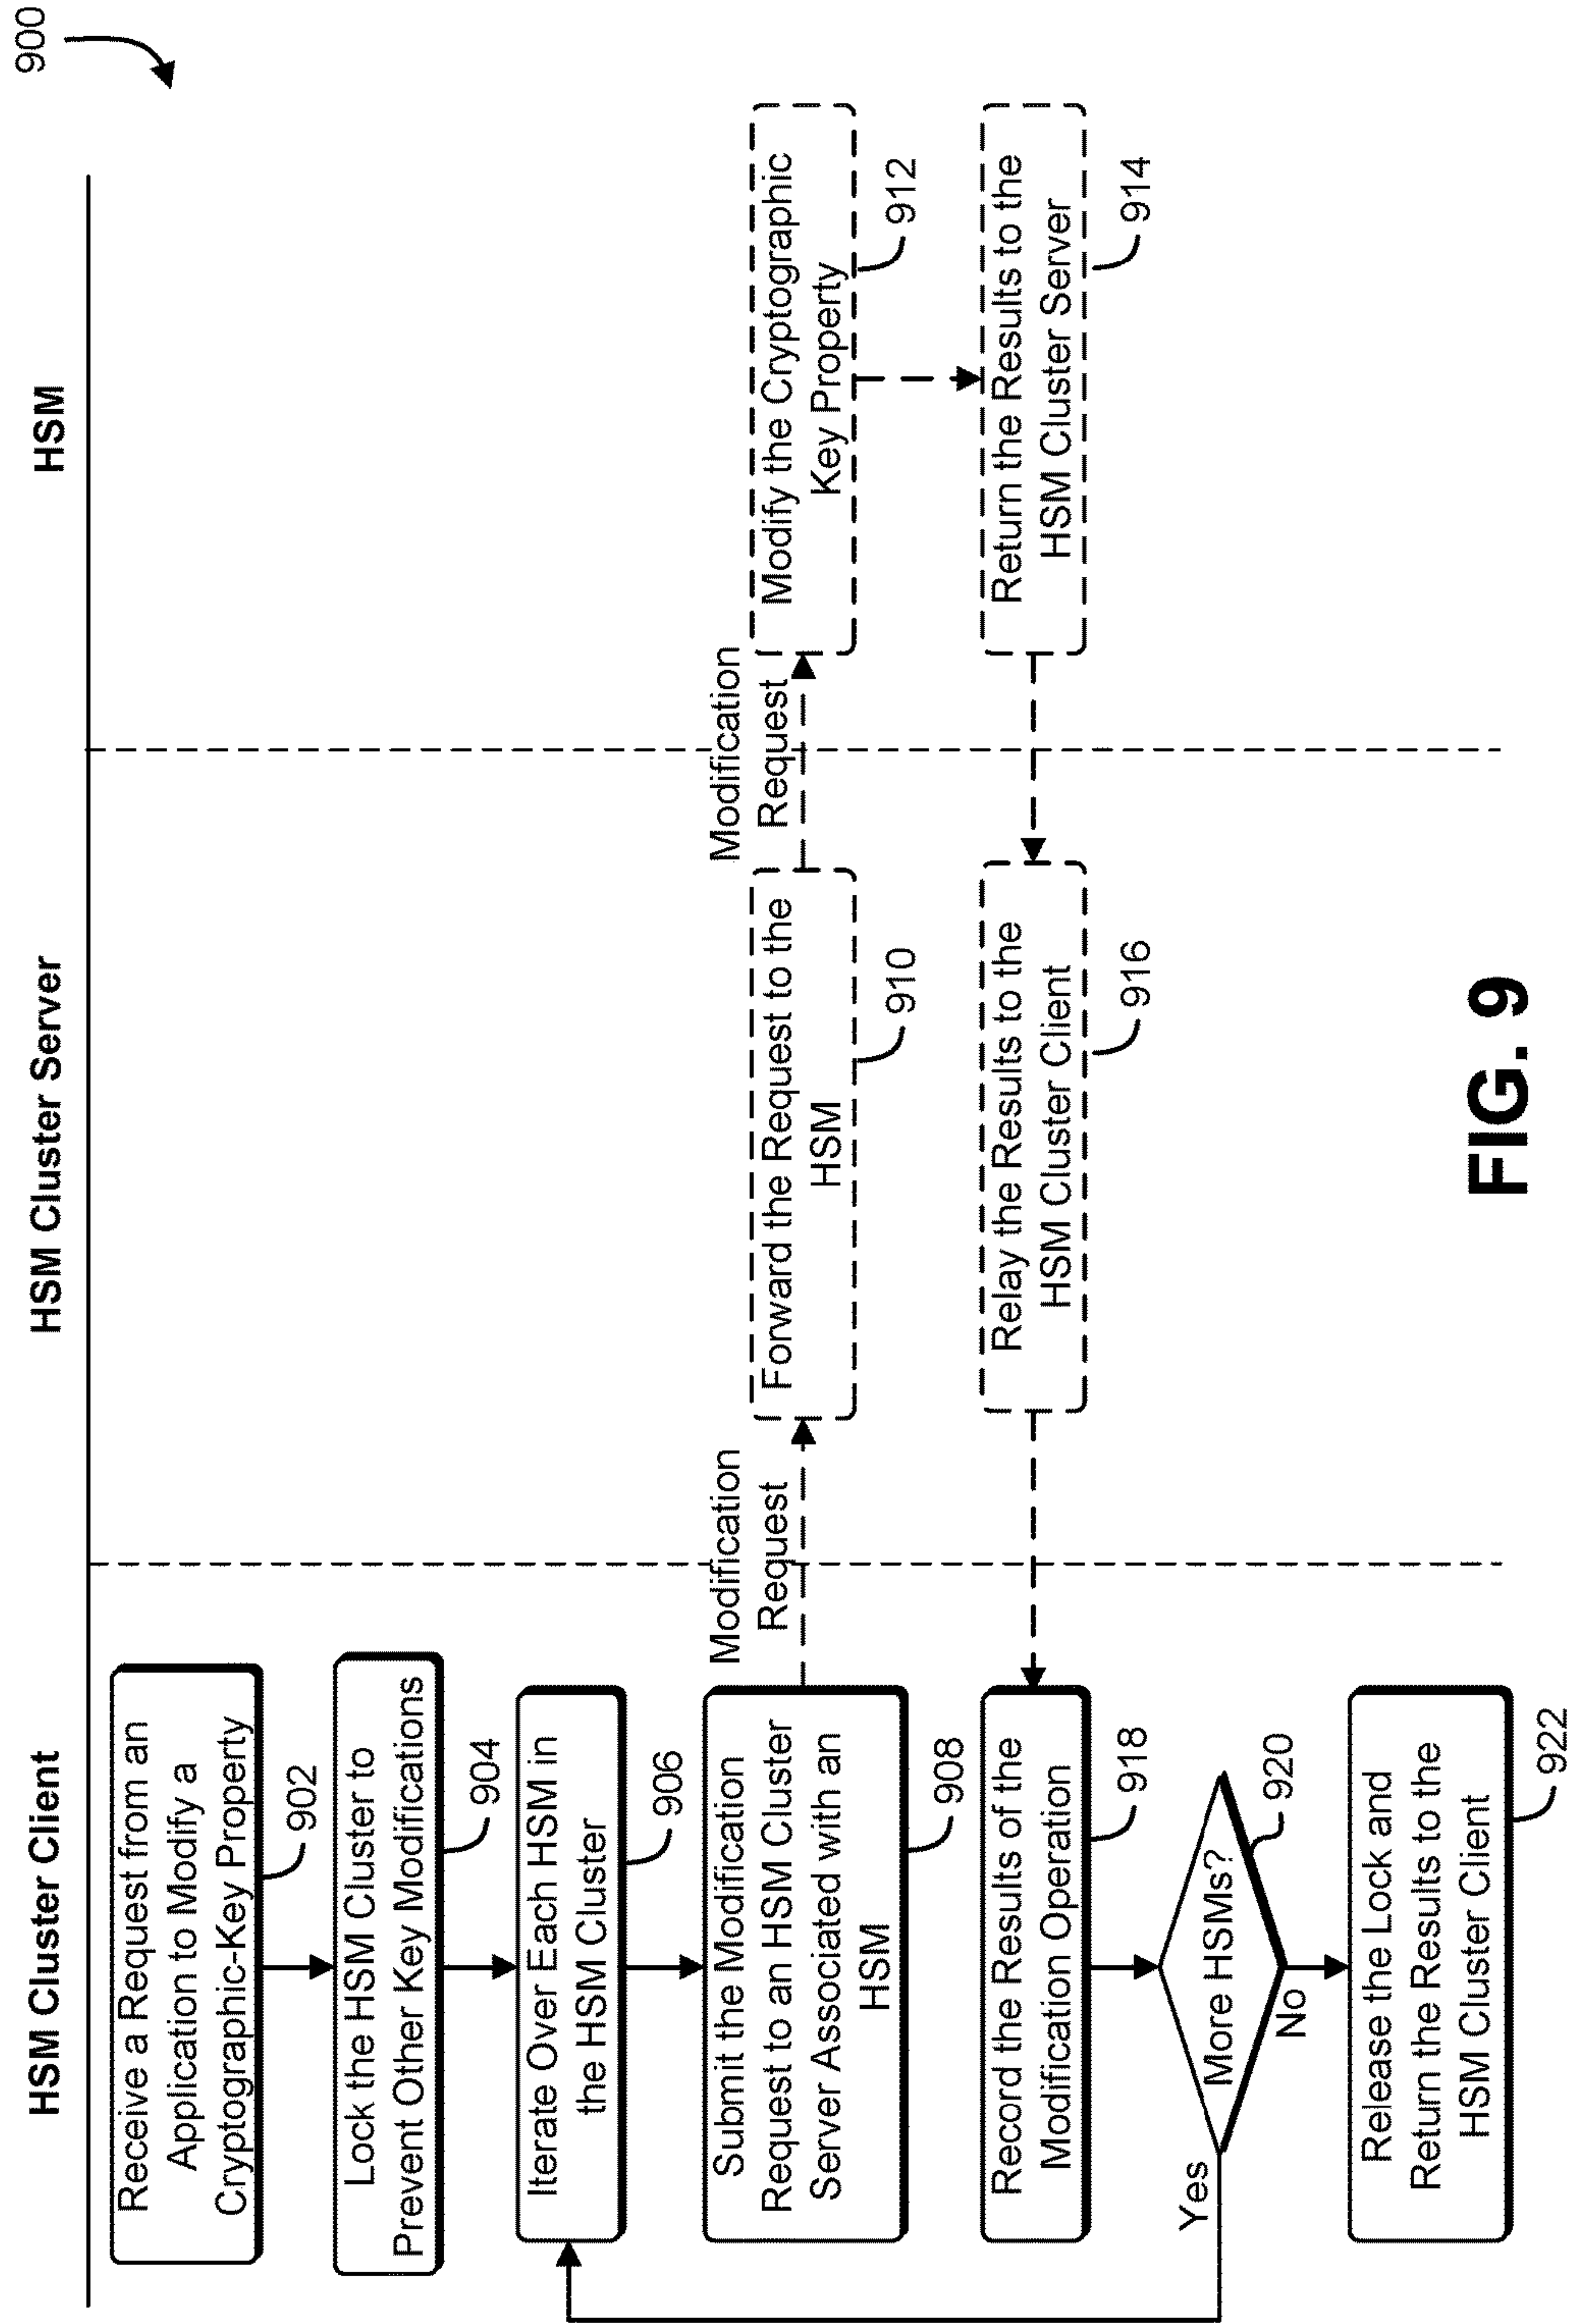 900
HSM Cluster Client
HSM Cluster Server
HSM
Receive a Request from an
Application to Modify a
Cryptographic-Key Property
902
Lock the HSM Cluster to
Prevent Other Key Modifications
904
Iterate Over Each HSM in
the HSM Cluster
906
Submit the Modification
Request to an HSM Cluster
Server Associated with an
HSM
908
Modification
Request
Forward the Request to the
HSM
910
Modification
Request
Modify the Cryptographic
Key Property
912
Return the Results to the
HSM Cluster Server
914
Relay the Results to the
HSM Cluster Client
916
Record the Results of the
Modification Operation
918
More HSMs?
920
Yes
No
Release the Lock and
Return the Results to the
HSM Cluster Client
922
FIG. 9